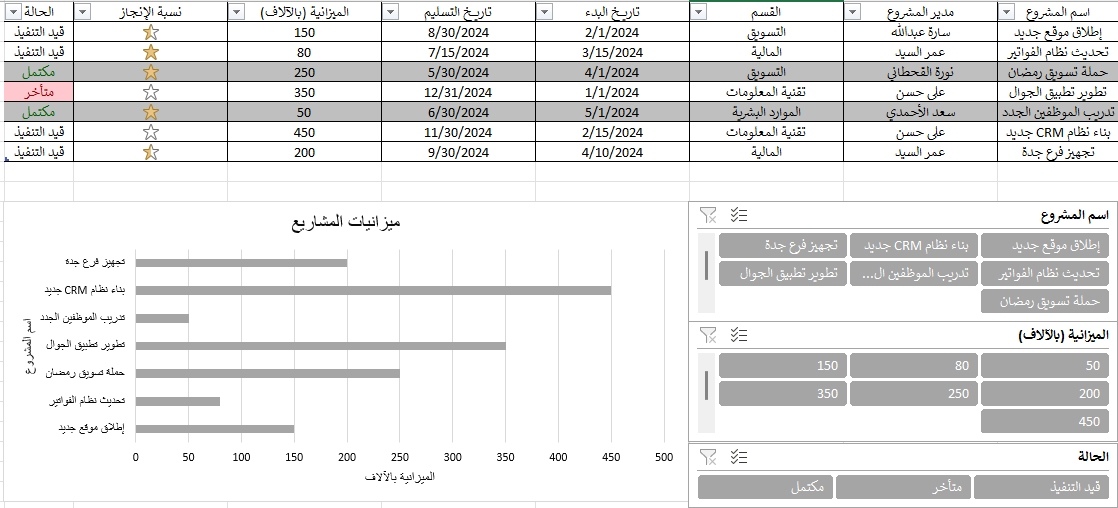 اسم المشروع مدير المشروع القسم تاريخ البدء تاريخ التسليم الميزانية (بالآلاف) نسبة الإنجاز الحالة
إطلاق موقع جديد سارة عبدالله التسويق 2/1/2024 8/30/2024 150 قيد التنفيذ
تحديث نظام الفواتير عمر السيد المالية 3/15/2024 7/15/2024 80 قيد التنفيذ
حملة تسويق رمضان نورة القحطاني التسويق 4/1/2024 5/30/2024 250 مكتمل
تطوير تطبيق الجوال على حسن تقنية المعلومات 1/1/2024 12/31/2024 350 متأخر
تدريب الموظفين الجدد سعد الأحمدي الموارد البشرية 5/1/2024 6/30/2024 50 مكتمل
بناء نظام CRM جديد على حسن تقنية المعلومات 2/15/2024 11/30/2024 450 قيد التنفيذ
تجهيز فرع جدة عمر السيد المالية 4/10/2024 9/30/2024 200 قيد التنفيذ
اسم المشروع
إطلاق موقع جديد بناء نظام CRM جديد تجهيز فرع جدة
تحديث نظام الفواتير تدريب الموظفين ال... تطوير تطبيق الجوال
حملة تسويق رمضان
الميزانية (بالآلاف)
50 80 150
200 250 350
450
الحالة
قيد التنفيذ متأخر مكتمل
ميزانيات المشاريع
اسم المشروع
تجهيز فرع جدة
بناء نظام CRM جديد
تدريب الموظفين الجدد
تطوير تطبيق الجوال
حملة تسويق رمضان
تحديث نظام الفواتير
إطلاق موقع جديد
0 50 100 150 200 250 300 350 400 450 500
الميزانية بالآلاف